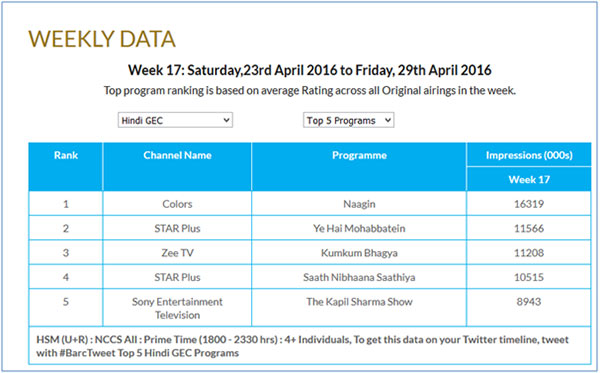 WEEKLY DATA
Week 17: Saturday,23rd April 2016 to Friday, 29th April 2016
Top program ranking is based on average Rating across all Original airings in the week.
Hindi GEC Top 5 Programs
Rank Channel Name Programme Impressions (000s)
Week 17
1 Colors Naagin 16319
2 STAR Plus Ye Hai Mohabbatein 11566
3 Zee TV Kumkum Bhagya 11208
4 STAR Plus Saath Nibhaana Saathiya 10515
5 Sony Entertainment The Kapil Sharma Show 8943
Television
HSM (U+R) : NCCS All : Prime Time (1800 - 2330 hrs) : 4+ Individuals, To get this data on your Twitter timeline, tweet
with #BarcTweet Top 5 Hindi GEC Programs